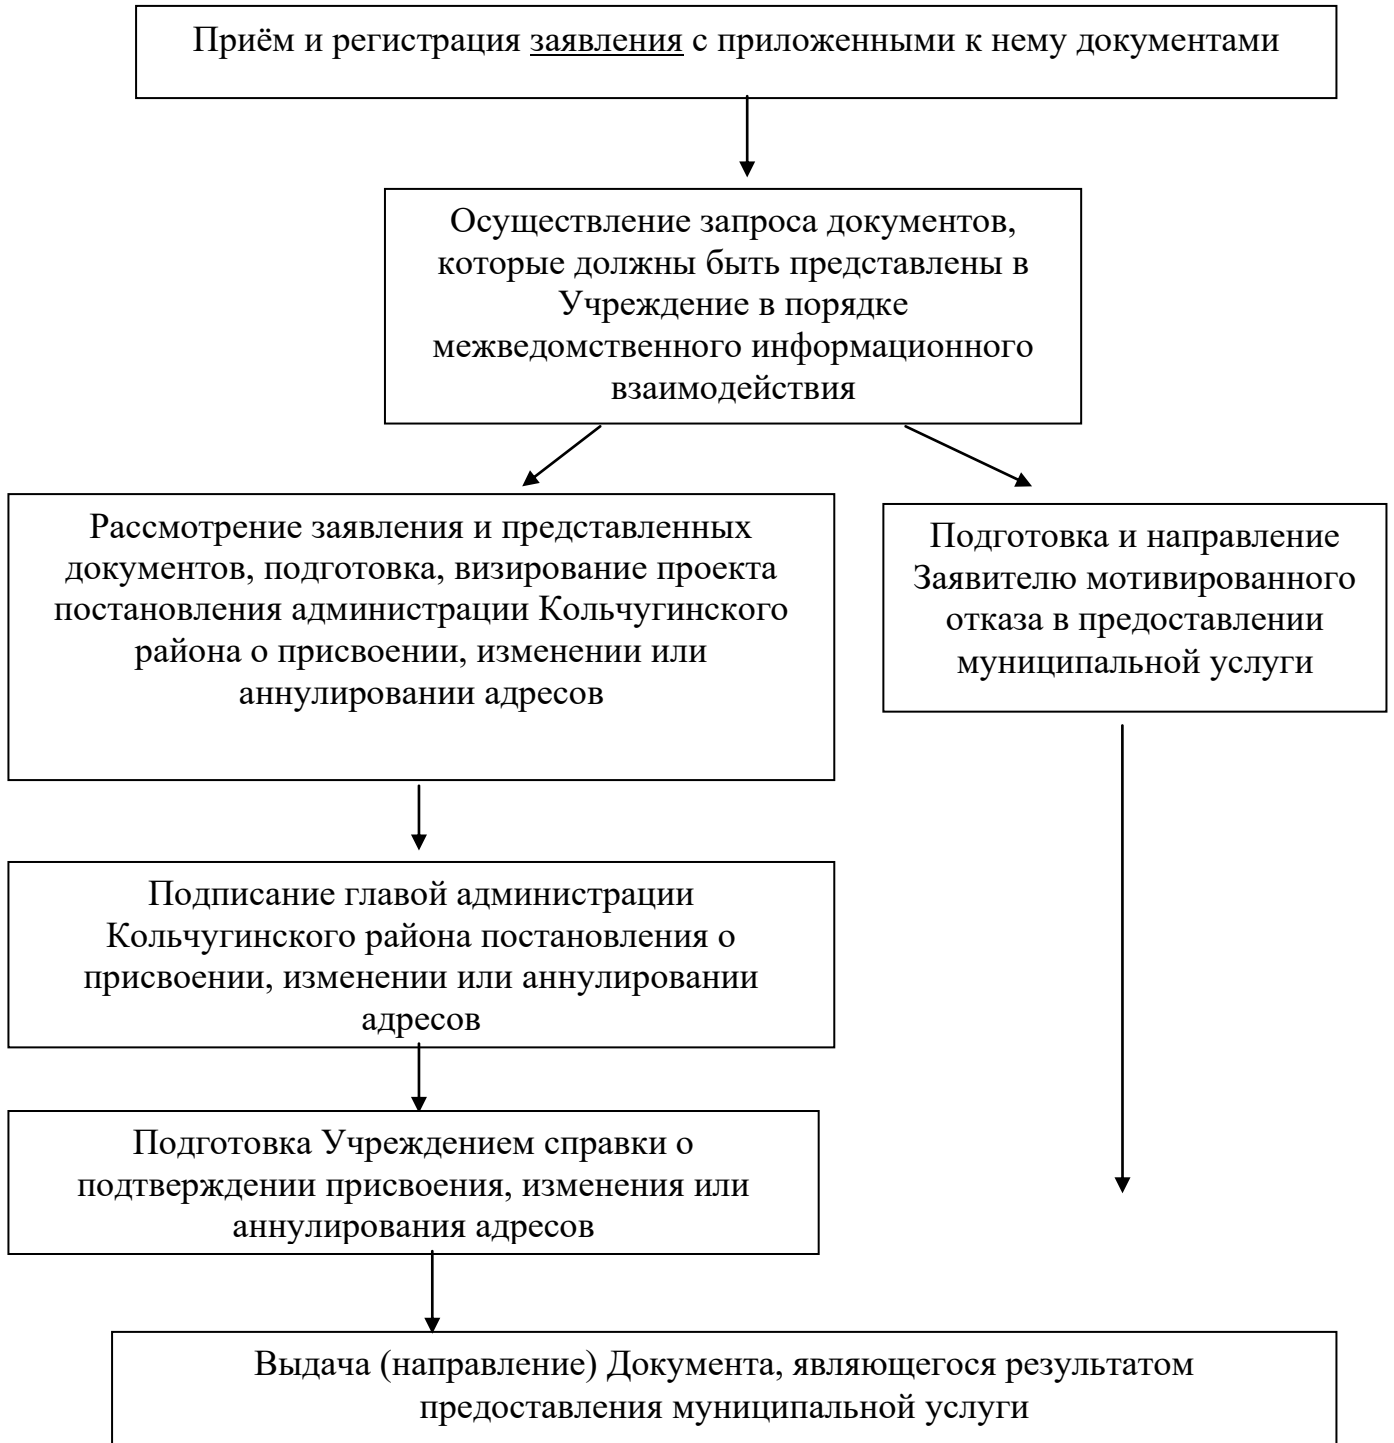 Приём и регистрация заявления с приложенными к нему документами
Осуществление запроса документов,
которые должны быть представлены в
Учреждение в порядке
межведомственного информационного
взаимодействия
Рассмотрение заявления и представленных
документов, подготовка, визирование проекта
постановления администрации Кольчугинского
района о присвоении, изменении или
аннулировании адресов
Подготовка и направление
Заявителю мотивированного
отказа в предоставлении
муниципальной услуги
Подписание главой администрации
Кольчугинского района постановления о
присвоении, изменении или аннулировании
адресов
Подготовка Учреждением справки о
подтверждении присвоения, изменения или
аннулирования адресов
Выдача (направление) Документа, являющегося результатом
предоставления муниципальной услуги